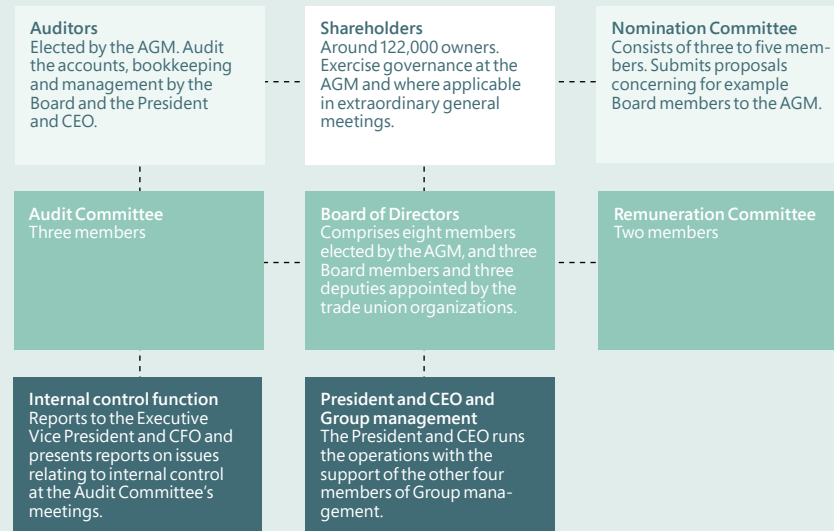 Auditors
Elected by the AGM. Audit
the accounts, bookkeeping
and management by the
Board and the President
and CEO.
Shareholders
Around 122,000 owners.
Exercise governance at the
AGM and where applicable
in extraordinary general
meetings.
Nomination Committee
Consists of three to five mem-
bers. Submits proposals
concerning for example
Board members to the AGM.
Audit Committee
Three members
Board of Directors
Comprises eight members
elected by the AGM, and three
Board members and three
deputies appointed by the
trade union organizations.
Remuneration Committee
Two members
Internal control function
Reports to the Executive
Vice President and CFO and
presents reports on issues
relating to internal control
at the Audit Committee's
meetings.
President and CEO and
Group management
The President and CEO runs
the operations with the
support of the other four
members of Group mana-
gement.